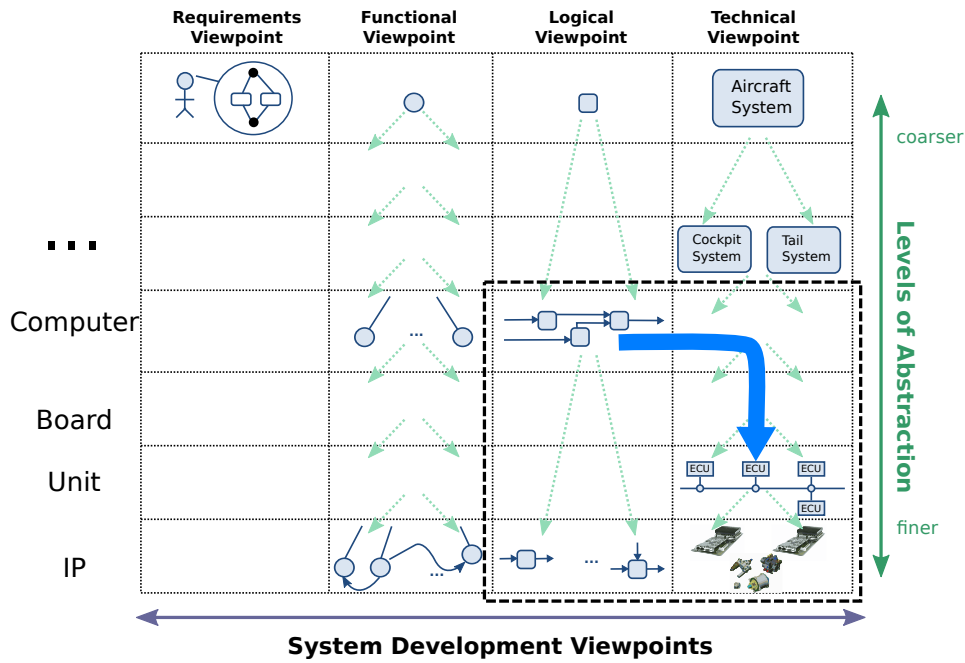 Requirements Viewpoint
Functional Viewpoint
Logical Viewpoint
Technical Viewpoint
Aircraft System
coarser
...
Cockpit System
Tail System
Levels of Abstraction
Computer
...
Board
Unit
ECU
ECU
ECU
ECU
finer
IP
...
...
System Development Viewpoints